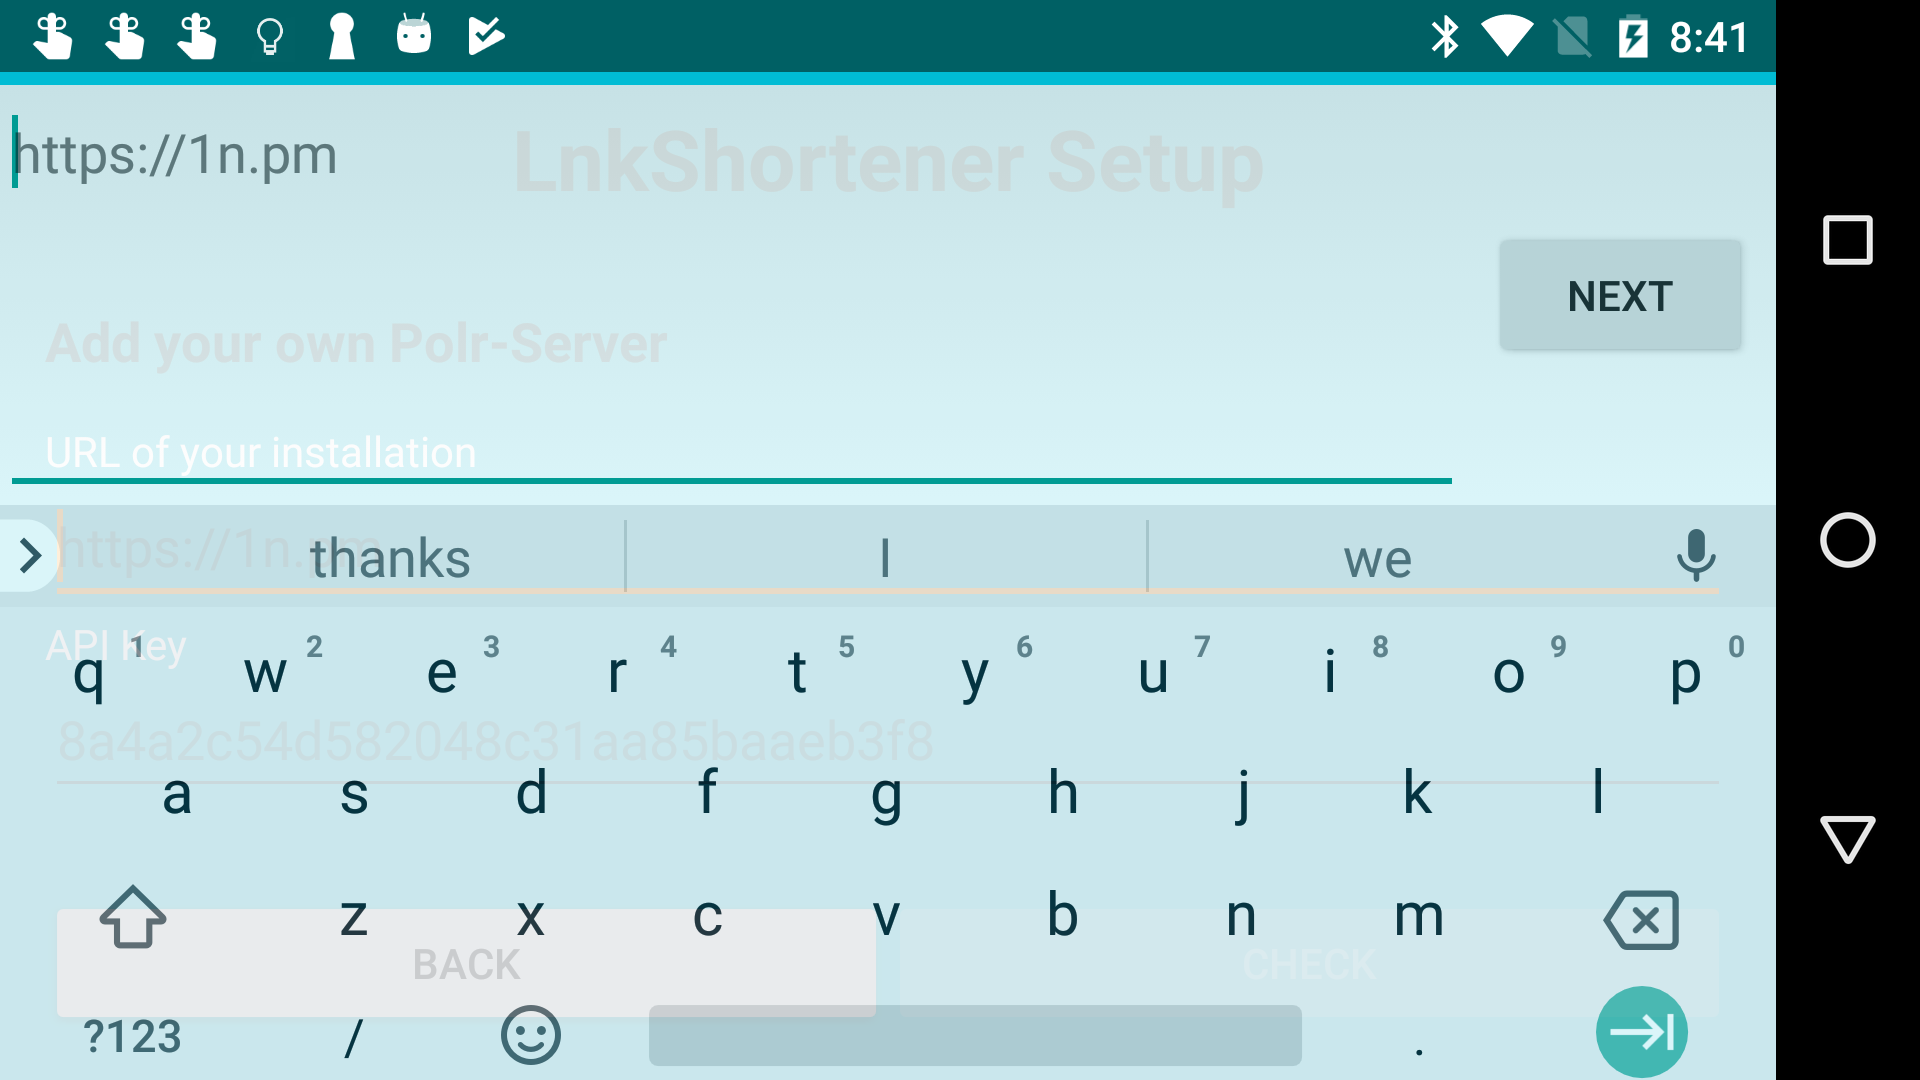 8:41
https://1n.pm
LnkShortener Setup
NEXT
Add your own Polr-Server
URL of your installation
https://1n.pm
thanks I we
API Key
1 2 3 4 5 6 7 8 9 0
q w e r t y u i o p
8a4a2c54d582048c31aa85baaeb3f8
a s d f g h j k l
z x c v b n m
BACK CHECK
?123 / .